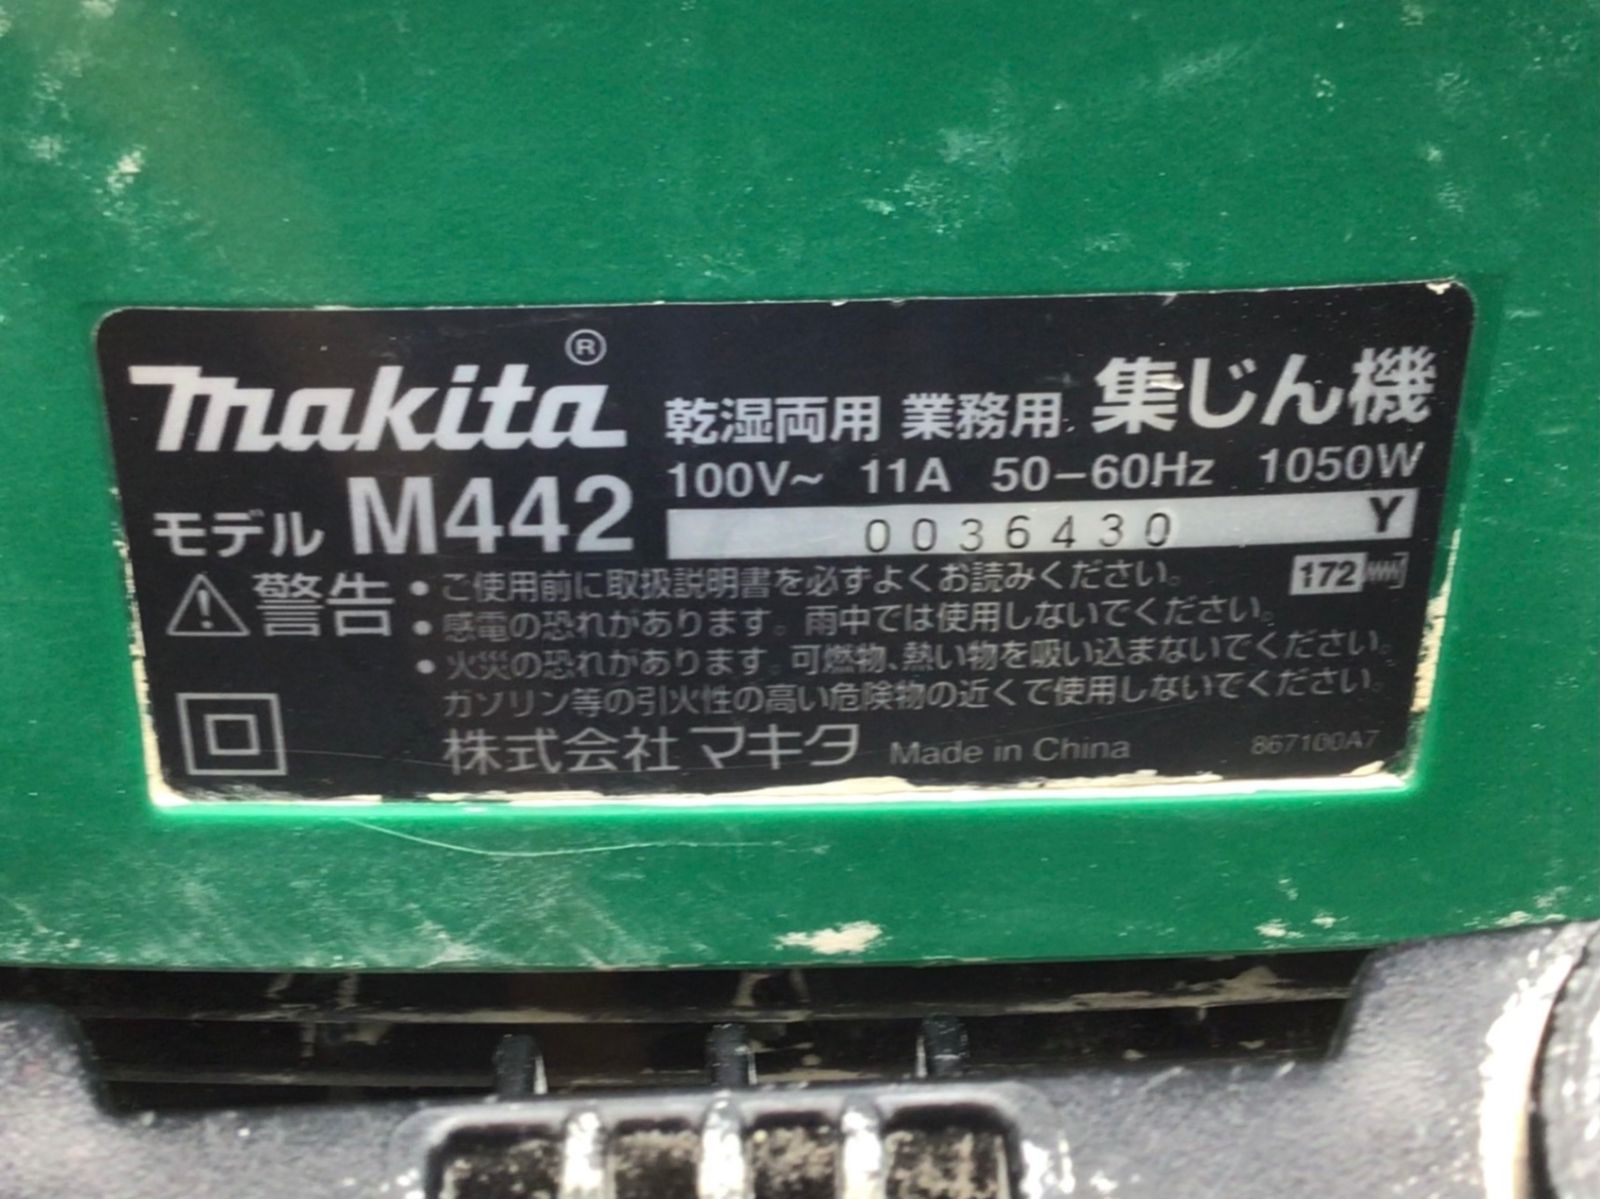 makita®
乾湿両用 業務用 集じん機
モデル M442
100V～ 11A 50-60Hz 1050W
0036430 Y
172
警告
・ご使用前に取扱説明書を必ずよくお読みください。
・感電の恐れがあります。雨中では使用しないでください。
・火災の恐れがあります。可燃物、熱い物を吸い込まないでください。
ガソリン等の引火性の高い危険物の近くで使用しないでください。
株式会社マキタ Made in China 867100A7